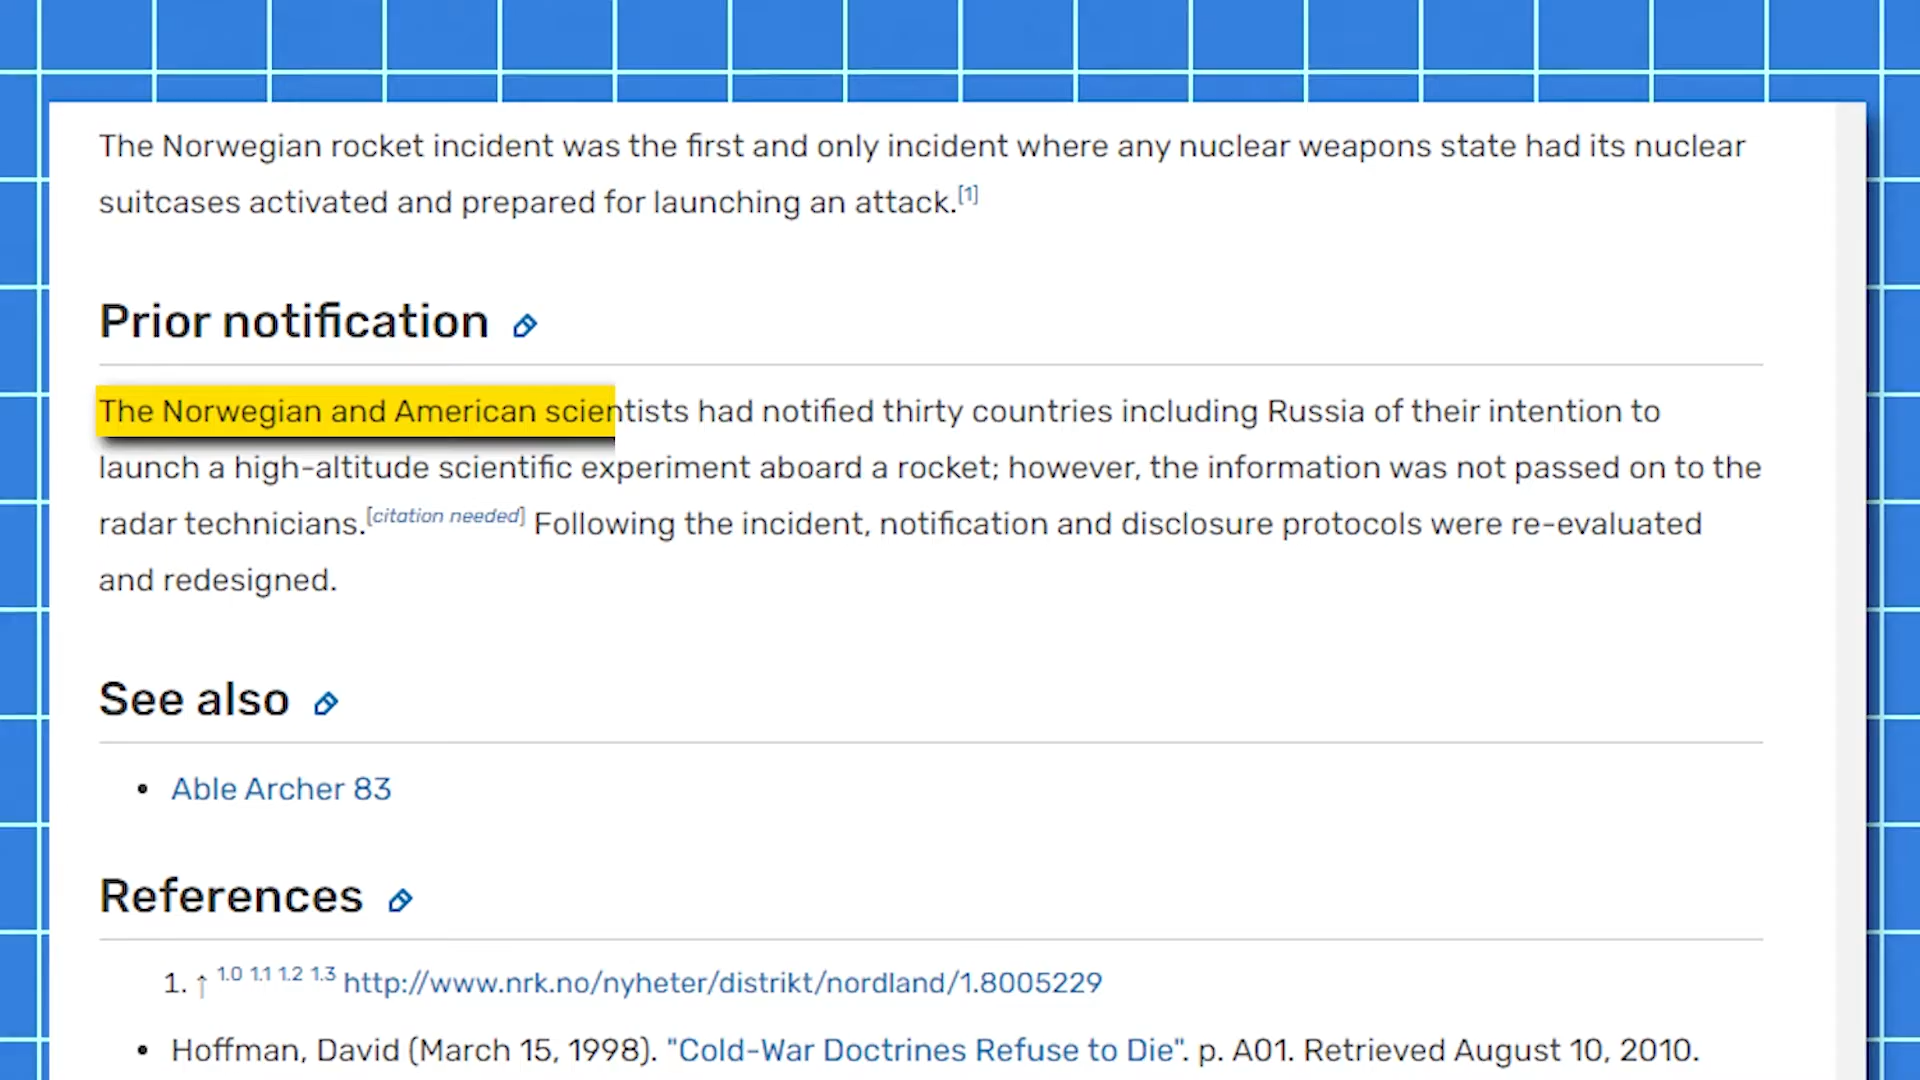 The Norwegian rocket incident was the first and only incident where any nuclear weapons state had its nuclear
suitcases activated and prepared for launching an attack.[1]
Prior notification
The Norwegian and American scientists had notified thirty countries including Russia of their intention to
launch a high-altitude scientific experiment aboard a rocket; however, the information was not passed on to the
radar technicians.[citation needed] Following the incident, notification and disclosure protocols were re-evaluated
and redesigned.
See also
• Able Archer 83
References
1. ↑ 1.0 1.1 1.2 1.3 http://www.nrk.no/nyheter/distrikt/nordland/1.8005229
• Hoffman, David (March 15, 1998). "Cold-War Doctrines Refuse to Die". p. A01. Retrieved August 10, 2010.